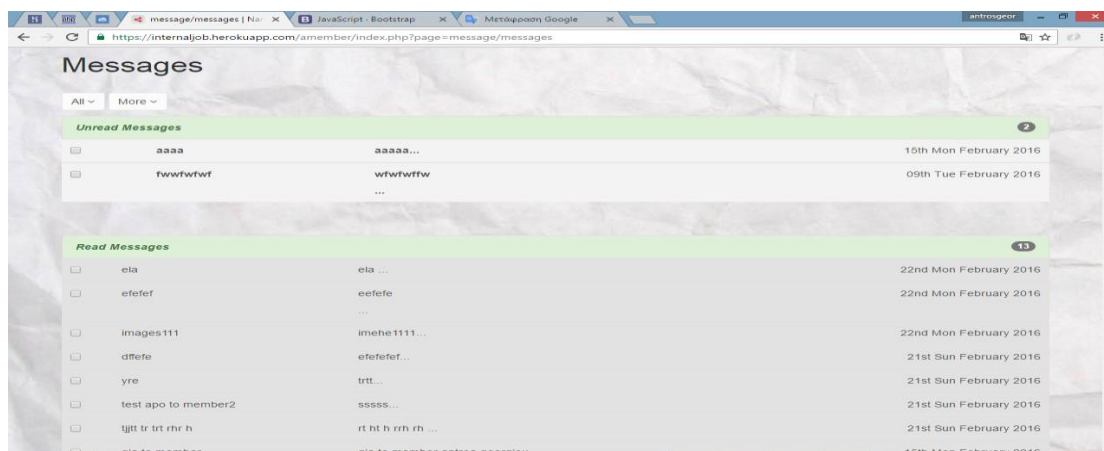 message/messages | Na
JavaScript · Bootstrap
Μετάφραση Google
antrosgeor
https://internaljob.herokuapp.com/amember/index.php?page=message/messages
Messages
All More
Unread Messages 2
aaaa aaaaa... 15th Mon February 2016
fwwfwfwf wfwfwffw 09th Tue February 2016
...
Read Messages 13
ela ela ... 22nd Mon February 2016
efefef eefefe 22nd Mon February 2016
...
images111 imehe1111... 22nd Mon February 2016
dffefe efefefef... 21st Sun February 2016
yre trtt... 21st Sun February 2016
test apo to member2 sssss... 21st Sun February 2016
tjjtt tr trt rhr h rt ht h rrh rh ... 21st Sun February 2016